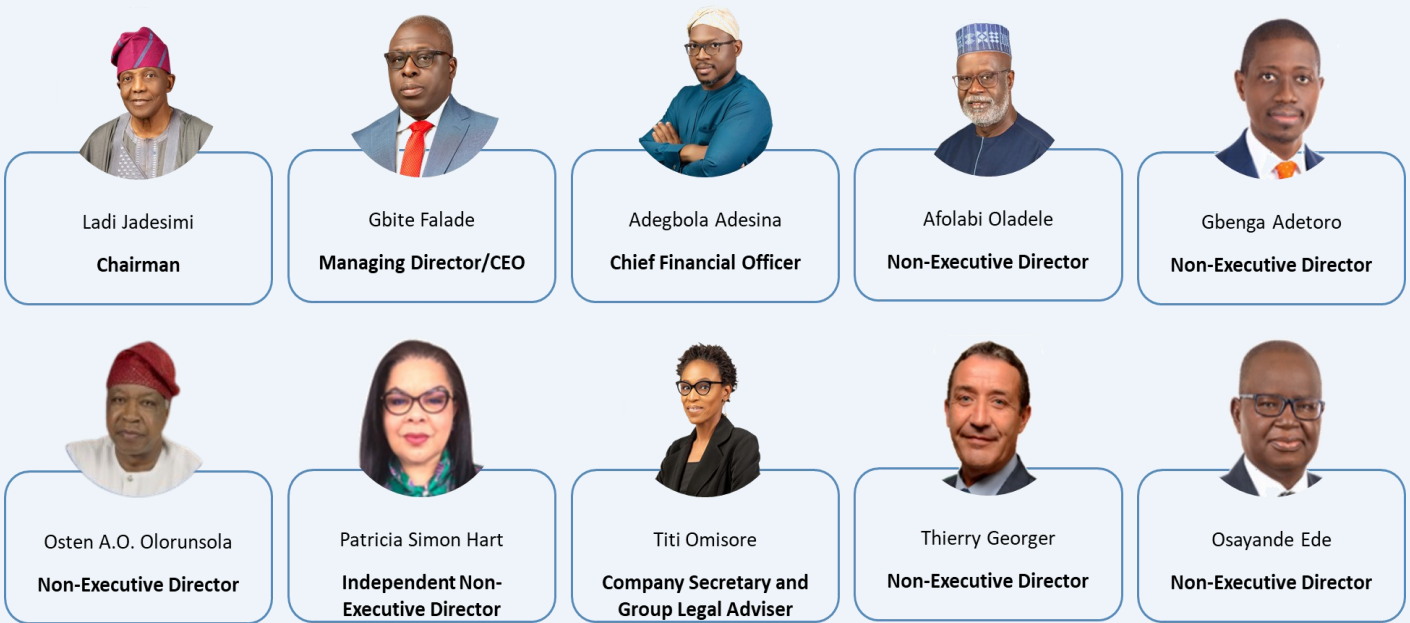 Ladi Jadesimi
Chairman
Gbite Falade
Managing Director/CEO
Adegbola Adesina
Chief Financial Officer
Afolabi Oladele
Non-Executive Director
Gbenga Adetoro
Non-Executive Director
Osten A.O. Olorunsola
Non-Executive Director
Patricia Simon Hart
Independent Non-
Executive Director
Titi Omisore
Company Secretary and
Group Legal Adviser
Thierry Georger
Non-Executive Director
Osayande Ede
Non-Executive Director